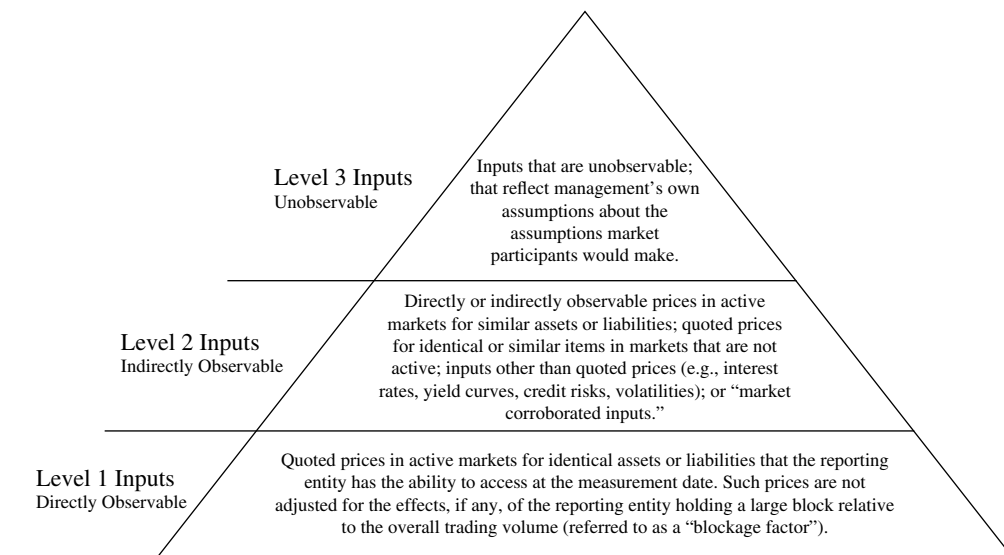 Level 3 Inputs
Unobservable
Inputs that are unobservable;
that reflect management’s own
assumptions about the
assumptions market
participants would make.
Level 2 Inputs
Indirectly Observable
Directly or indirectly observable prices in active
markets for similar assets or liabilities; quoted prices
for identical or similar items in markets that are not
active; inputs other than quoted prices (e.g., interest
rates, yield curves, credit risks, volatilities); or “market
corroborated inputs.”
Level 1 Inputs
Directly Observable
Quoted prices in active markets for identical assets or liabilities that the reporting
entity has the ability to access at the measurement date. Such prices are not
adjusted for the effects, if any, of the reporting entity holding a large block relative
to the overall trading volume (referred to as a “blockage factor”).